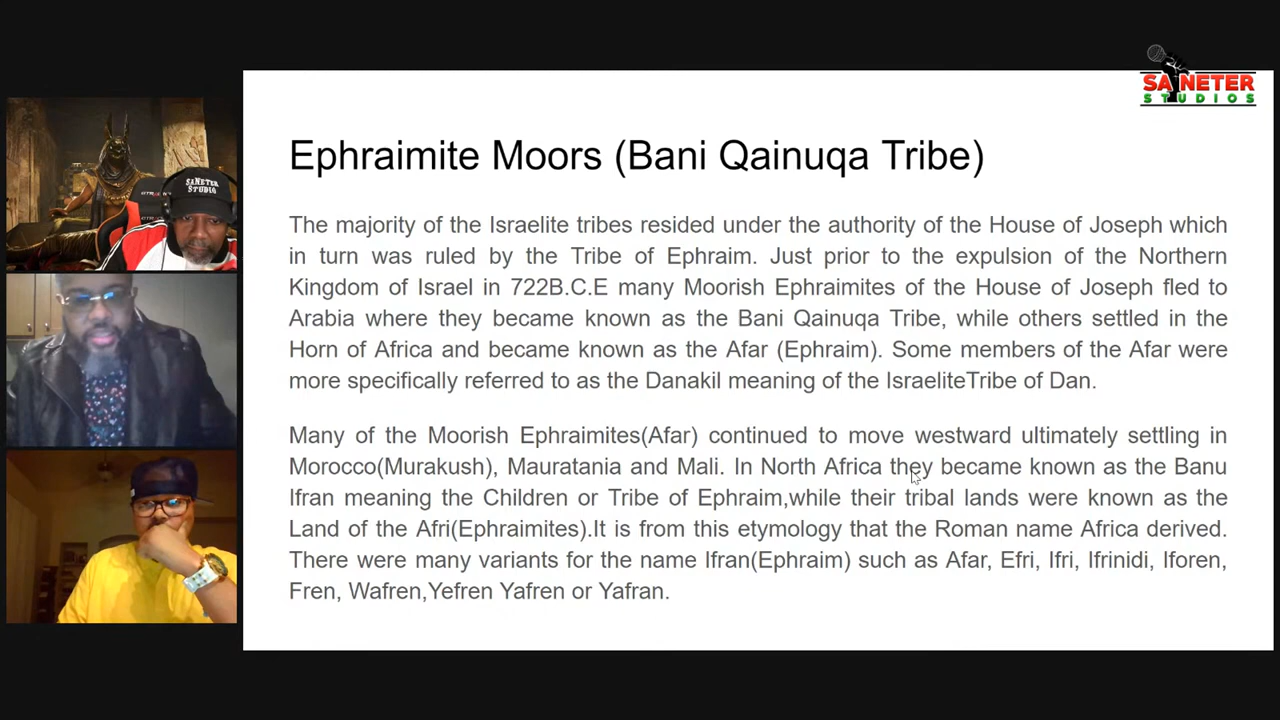 SANETER
STUDIOS
SANETER
STUDIO
Ephraimite Moors (Bani Qainuqa Tribe)
The majority of the Israelite tribes resided under the authority of the House of Joseph which
in turn was ruled by the Tribe of Ephraim. Just prior to the expulsion of the Northern
Kingdom of Israel in 722B.C.E many Moorish Ephraimites of the House of Joseph fled to
Arabia where they became known as the Bani Qainuqa Tribe, while others settled in the
Horn of Africa and became known as the Afar (Ephraim). Some members of the Afar were
more specifically referred to as the Danakil meaning of the IsraeliteTribe of Dan.
Many of the Moorish Ephraimites(Afar) continued to move westward ultimately settling in
Morocco(Murakush), Mauratania and Mali. In North Africa they became known as the Banu
Ifran meaning the Children or Tribe of Ephraim,while their tribal lands were known as the
Land of the Afri(Ephraimites).It is from this etymology that the Roman name Africa derived.
There were many variants for the name Ifran(Ephraim) such as Afar, Efri, Ifri, Ifrinidi, Iforen,
Fren, Wafren,Yefren Yafren or Yafran.